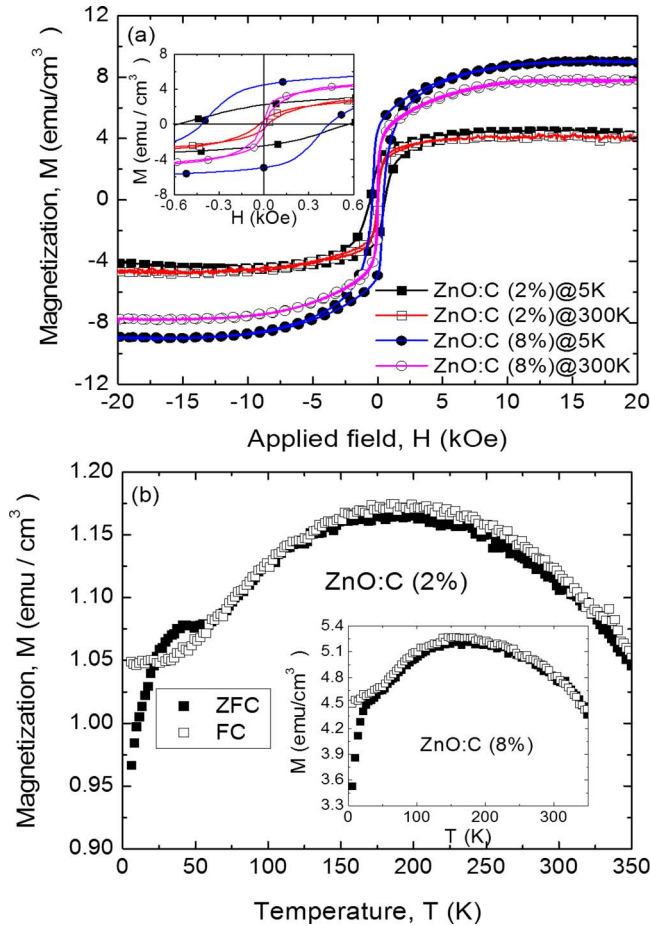 (a)
Magnetization, M (emu/cm³)
12
8
4
0
-4
-8
-12
-20 -15 -10 -5 0 5 10 15 20
Applied field, H (kOe)
M (emu / cm³)
8
4
0
-4
-8
-0.6 -0.3 0.0 0.3 0.6
H (kOe)
ZnO:C (2%)@5K
ZnO:C (2%)@300K
ZnO:C (8%)@5K
ZnO:C (8%)@300K
(b)
Magnetization, M (emu / cm³ )
1.20
1.15
1.10
1.05
1.00
0.95
0.90
ZnO:C (2%)
ZFC
FC
M (emu/cm³)
5.4
5.1
4.8
4.5
4.2
3.9
3.6
3.3
ZnO:C (8%)
0 100 200 300
T (K)
0 50 100 150 200 250 300 350
Temperature, T (K)